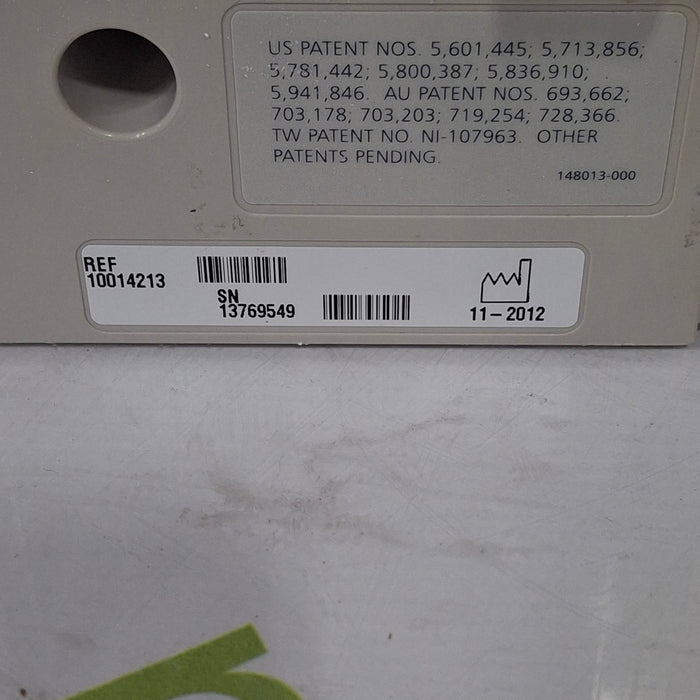 US PATENT NOS. 5,601,445; 5,713,856;
5,781,442; 5,800,387; 5,836,910;
5,941,846. AU PATENT NOS. 693,662;
703,178; 703,203; 719,254; 728,366.
TW PATENT NO. NI-107963. OTHER
PATENTS PENDING.
148013-000
REF
10014213
SN
13769549
11-2012